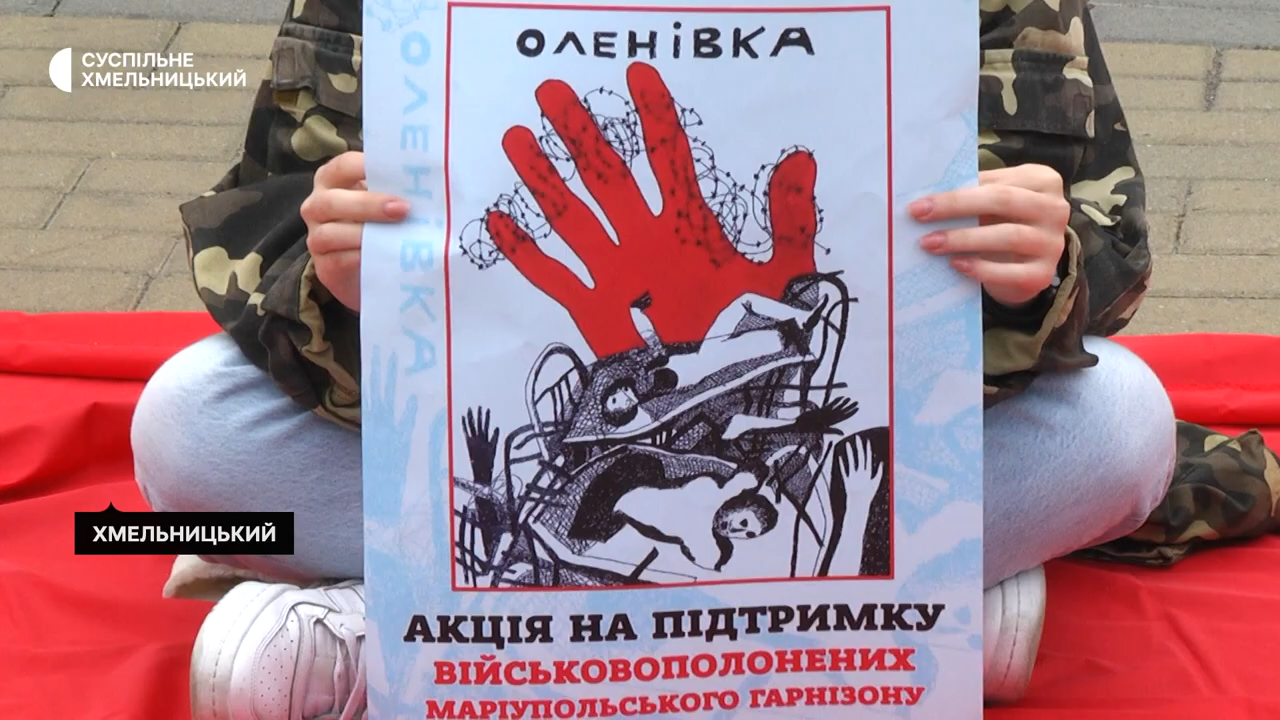 СУСПІЛЬНЕ
ХМЕЛЬНИЦЬКИЙ
ОЛЕНІВКА
ОЛЕНІВКА
ХМЕЛЬНИЦЬКИЙ
АКЦІЯ НА ПІДТРИМКУ
ВІЙСЬКОВОПОЛОНЕНИХ
МАРІУПОЛЬСЬКОГО ГАРНІЗОНУ